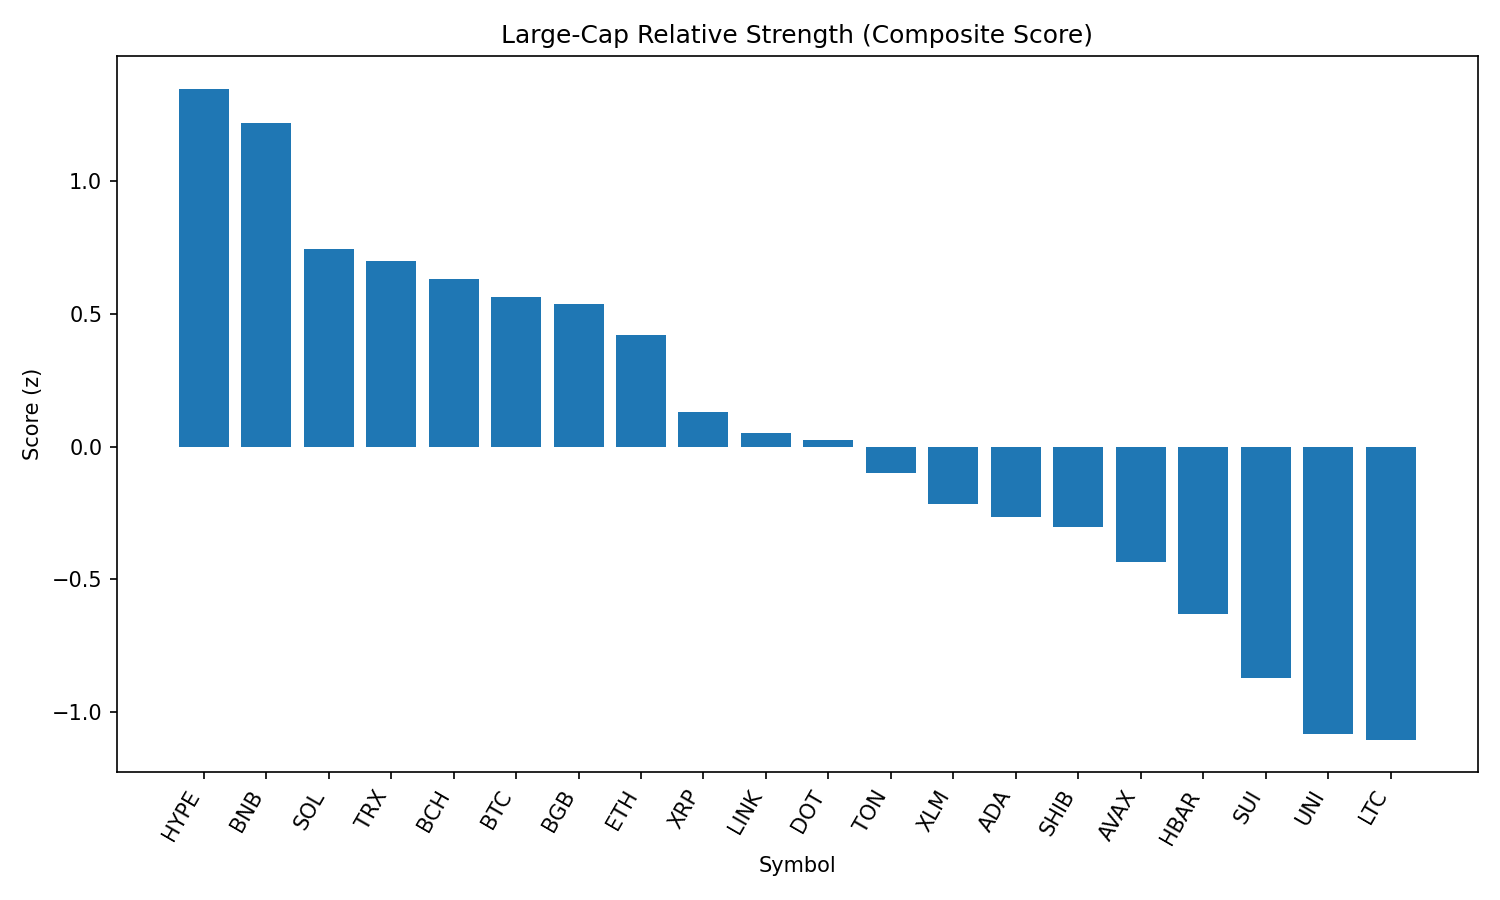 Large-Cap Relative Strength (Composite Score)
Score (z)
1.0
0.5
0.0
−0.5
−1.0
HYPE
BNB
SOL
TRX
BCH
BTC
BGB
ETH
XRP
LINK
DOT
TON
XLM
ADA
SHIB
AVAX
HBAR
SUI
UNI
LTC
Symbol